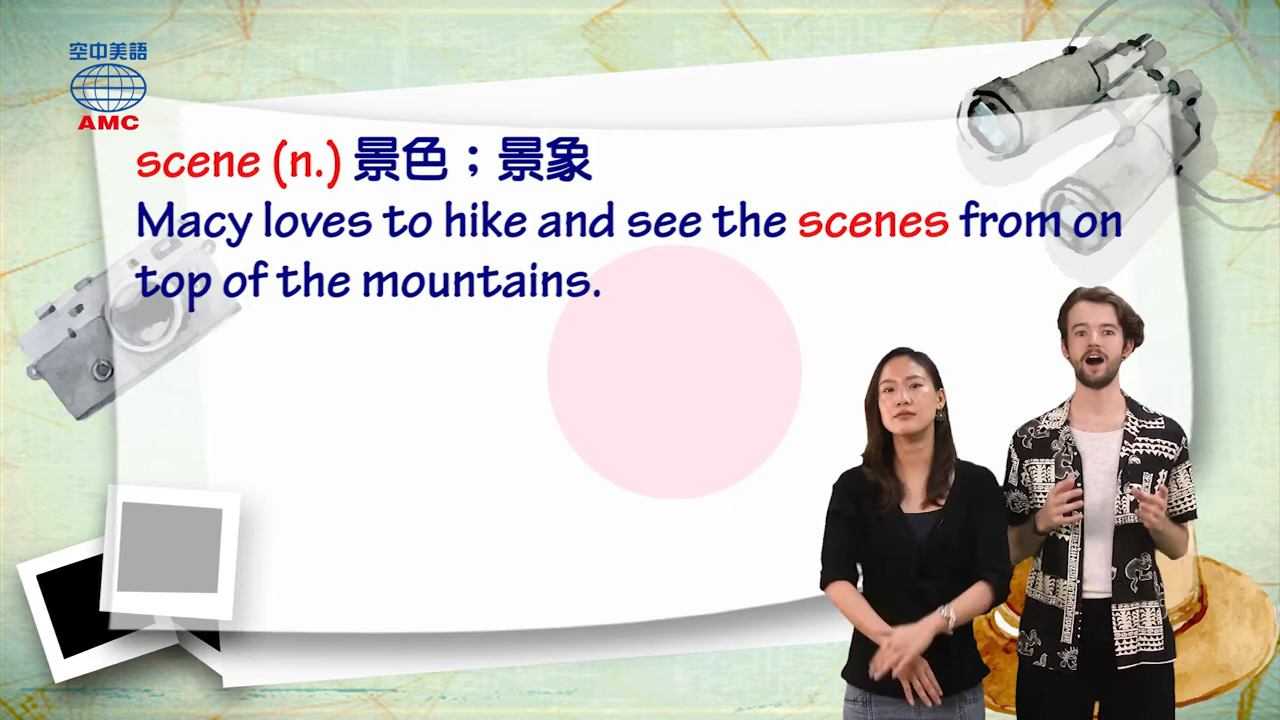 空中美語
AMC
scene (n.) 景色；景象
Macy loves to hike and see the scenes from on
top of the mountains.